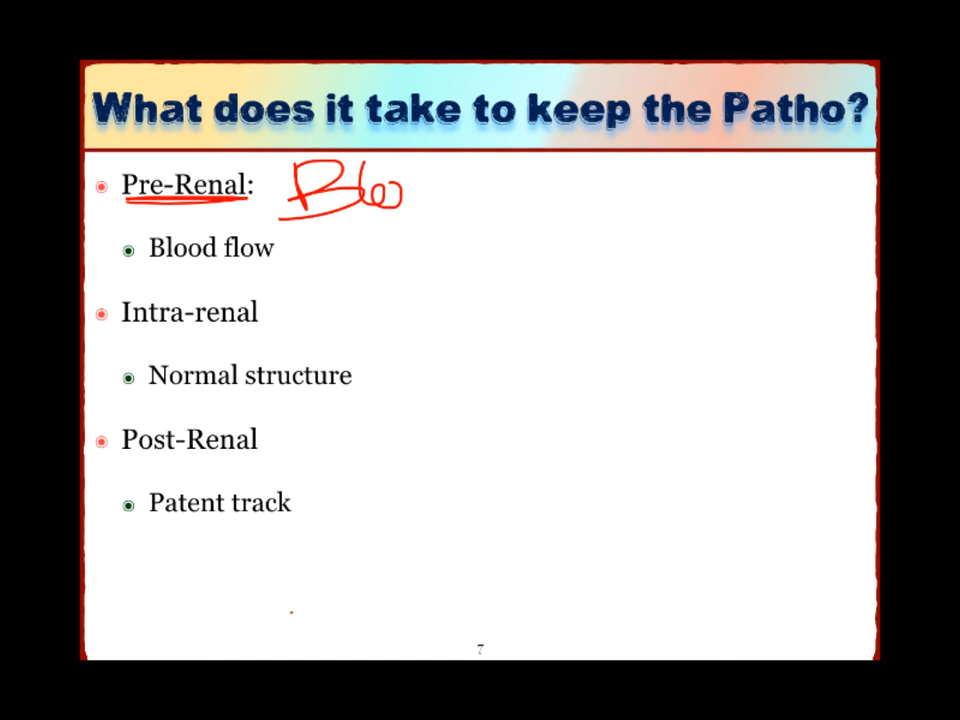 What does it take to keep the Patho?
Pre-Renal: Bloo
Blood flow
Intra-renal
Normal structure
Post-Renal
Patent track
7